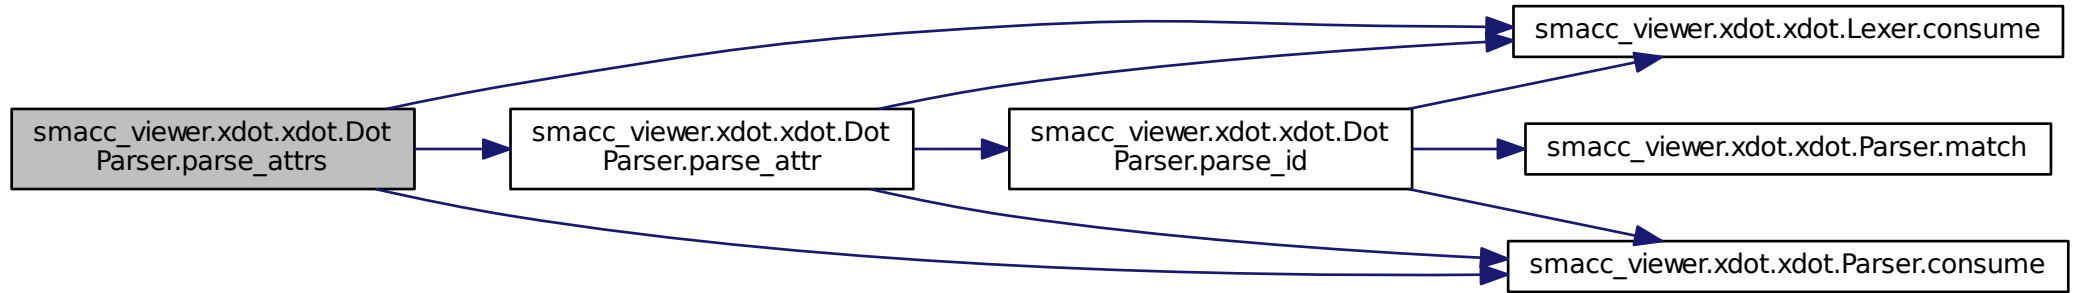 smacc_viewer.xdot.xdot.Dot
Parser.parse_attrs
smacc_viewer.xdot.xdot.Dot
Parser.parse_attr
smacc_viewer.xdot.xdot.Dot
Parser.parse_id
smacc_viewer.xdot.xdot.Lexer.consume
smacc_viewer.xdot.xdot.Parser.match
smacc_viewer.xdot.xdot.Parser.consume